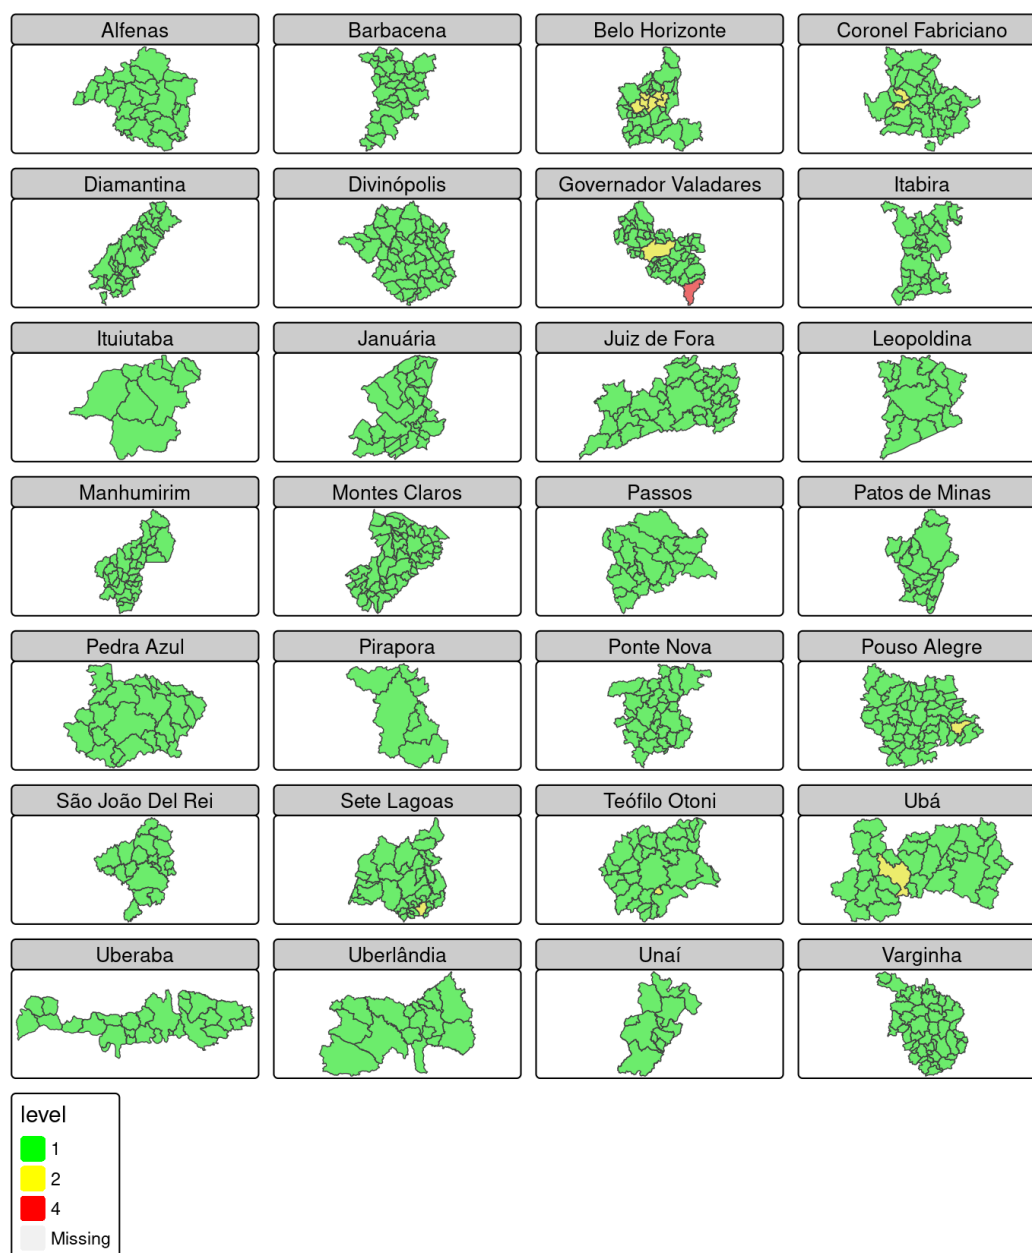 Alfenas
Barbacena
Belo Horizonte
Coronel Fabriciano
Diamantina
Divinópolis
Governador Valadares
Itabira
Ituiutaba
Januária
Juiz de Fora
Leopoldina
Manhumirim
Montes Claros
Passos
Patos de Minas
Pedra Azul
Pirapora
Ponte Nova
Pouso Alegre
São João Del Rei
Sete Lagoas
Teófilo Otoni
Ubá
Uberaba
Uberlândia
Unaí
Varginha
level
1
2
4
Missing